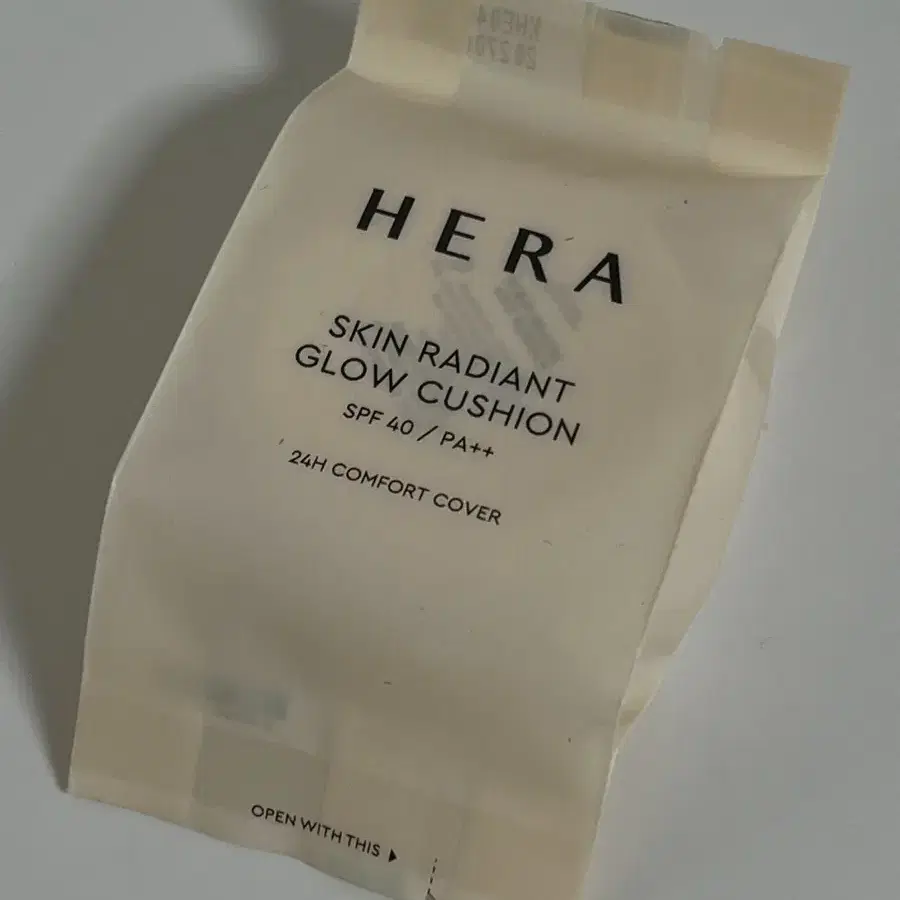 HERA
SKIN RADIANT
GLOW CUSHION
SPF 40 / PA++
24H COMFORT COVER
OPEN WITH THIS ▶